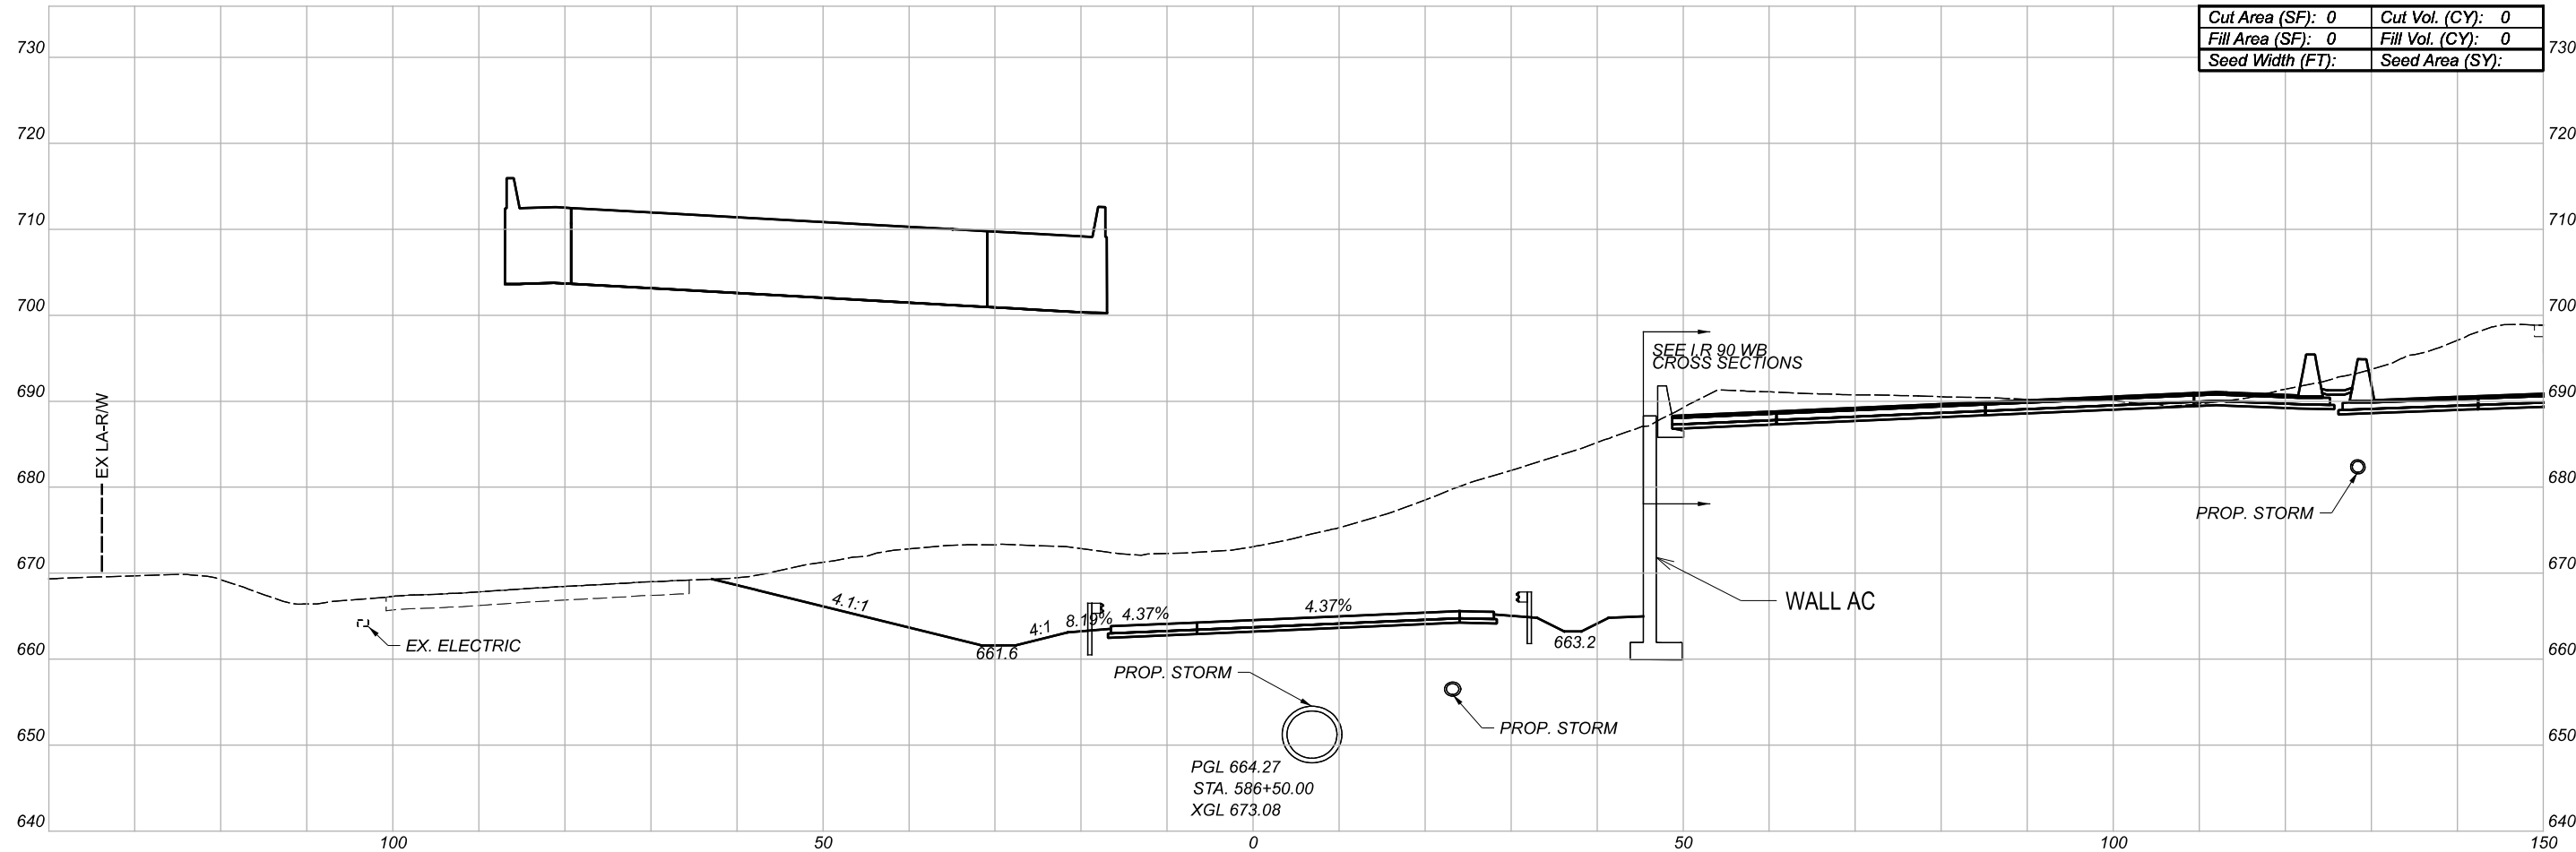 Cut Area (SF): 0 Cut Vol. (CY): 0
Fill Area (SF): 0 Fill Vol. (CY): 0
Seed Width (FT): Seed Area (SY):
730 730
720 720
710 710
700 700
SEE I.R 90 WB
CROSS SECTIONS
690 690
EX LA-R/W
680 680
PROP. STORM
670 670
4.1:1
WALL AC
4:1 8.19% 4.37% 4.37%
EX. ELECTRIC
661.6
663.2
660 660
PROP. STORM
PROP. STORM
650 650
PGL 664.27
STA. 586+50.00
XGL 673.08
640 640
100 50 0 50 100 150